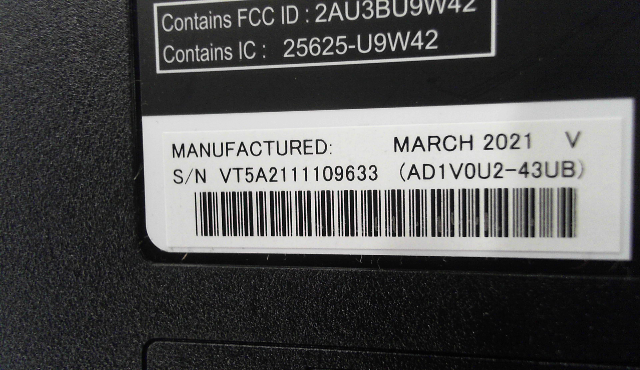 Contains FCC ID : 2AU3BU9W42
Contains IC : 25625-U9W42
MANUFACTURED: MARCH 2021 V
S/N VT5A2111109633 (AD1V0U2-43UB)